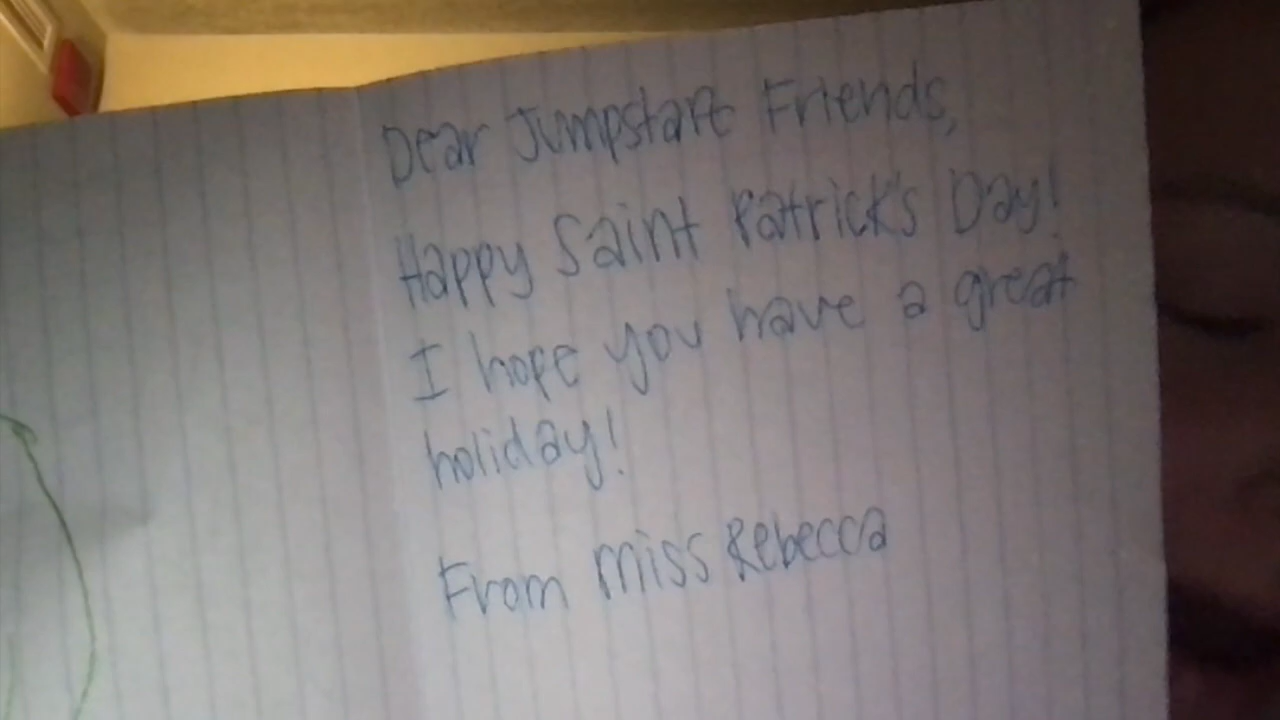 Dear Jumpstart Friends,
Happy Saint Patrick's Day!
I hope you have a great
holiday!
From Miss Rebecca